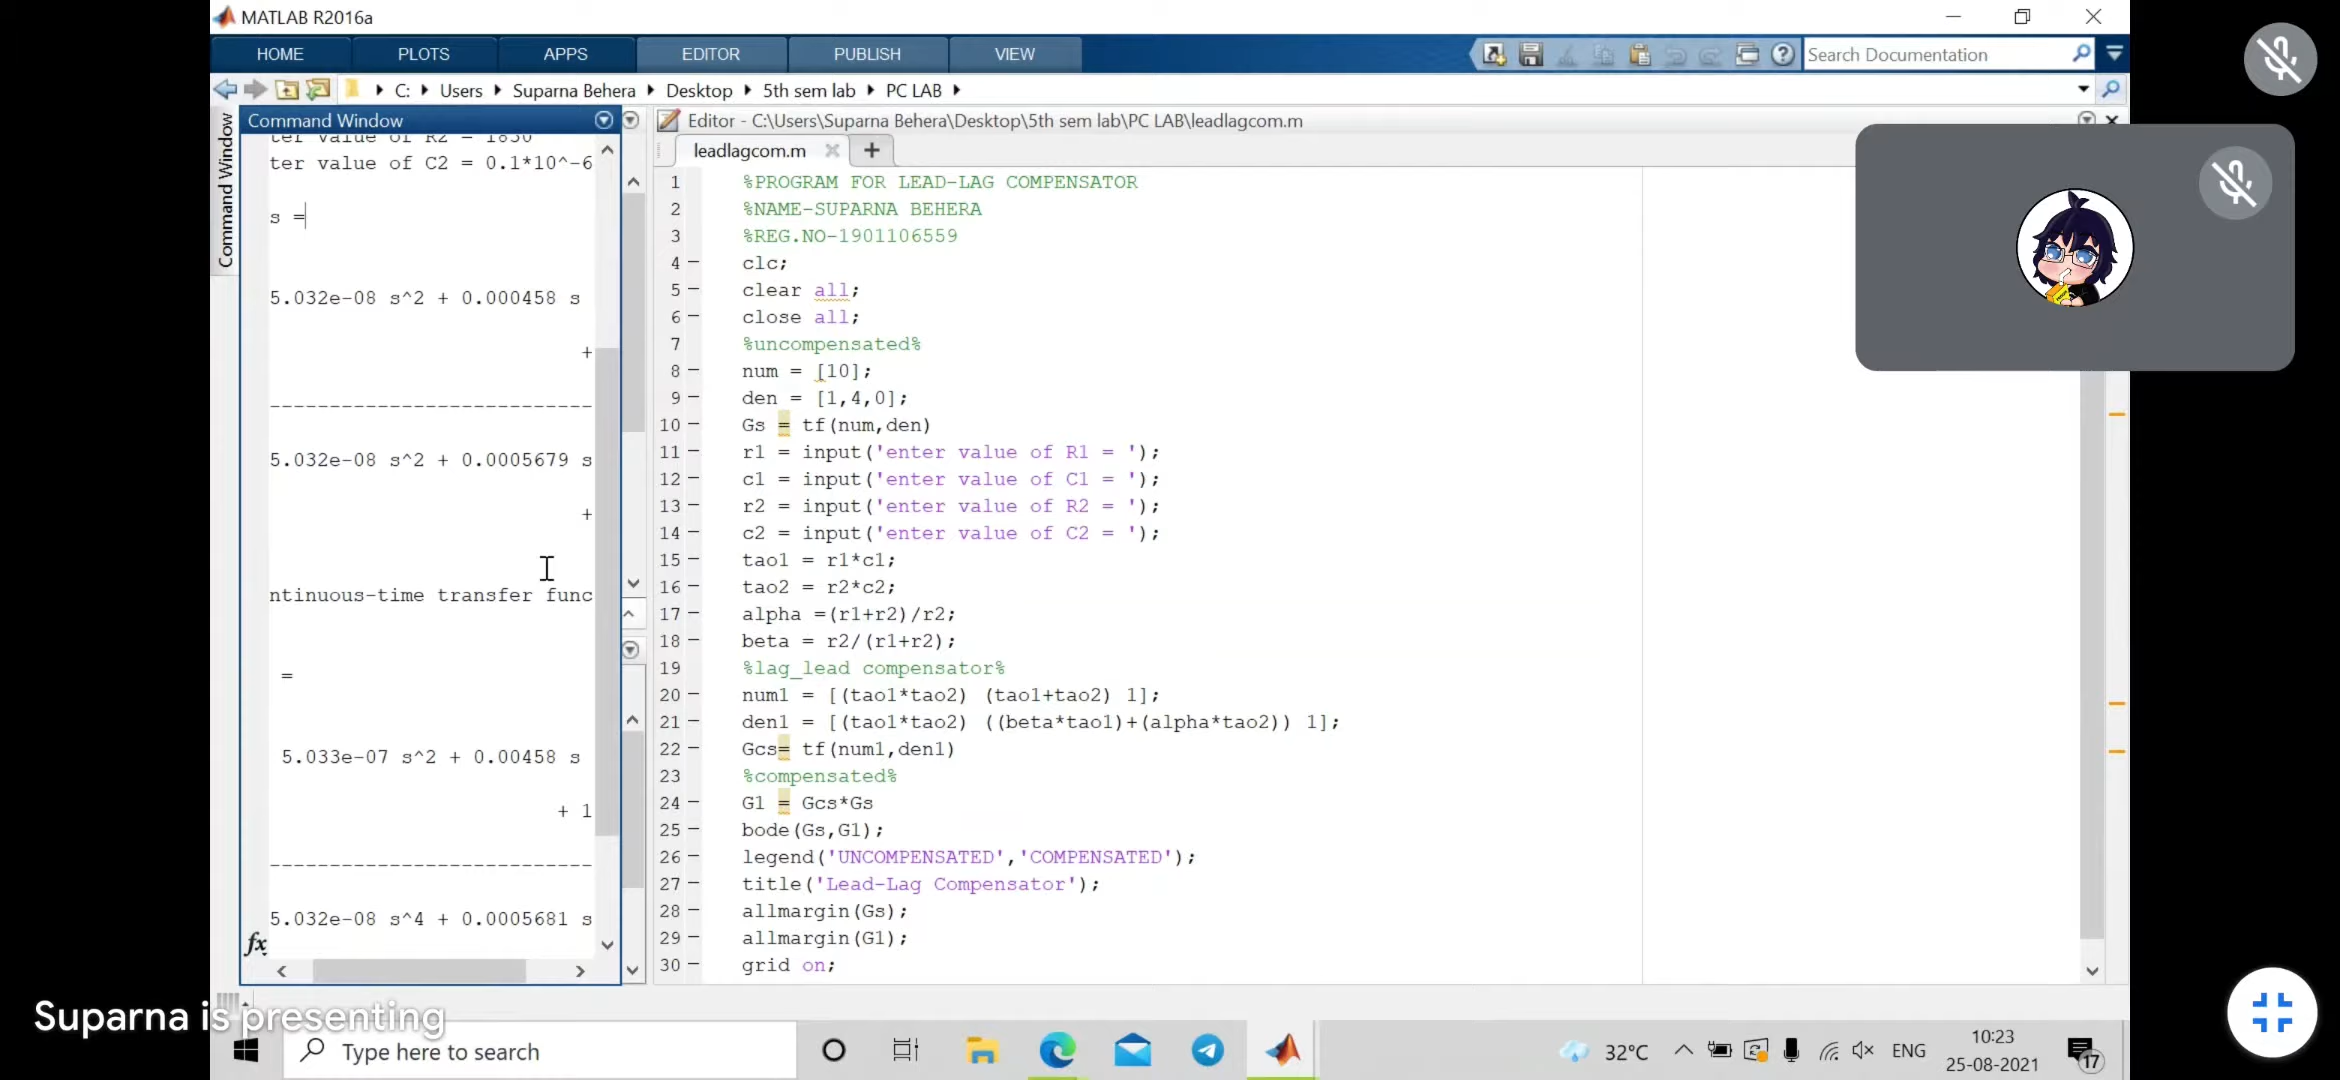 MATLAB R2016a
HOME PLOTS APPS EDITOR PUBLISH VIEW
Search Documentation
C: Users Suparna Behera Desktop 5th sem lab PC LAB
Command Window
Command Window
ter value of R2 = 1830
ter value of C2 = 0.1*10^-6
s =
5.032e-08 s^2 + 0.000458 s
+
---------------------------
5.032e-08 s^2 + 0.0005679 s
+
ntinuous-time transfer func
=
5.033e-07 s^2 + 0.00458 s
+ 1
---------------------------
5.032e-08 s^4 + 0.0005681 s
fx
Editor - C:\Users\Suparna Behera\Desktop\5th sem lab\PC LAB\leadlagcom.m
leadlagcom.m
1 %PROGRAM FOR LEAD-LAG COMPENSATOR
2 %NAME-SUPARNA BEHERA
3 %REG.NO-1901106559
4 clc;
5 clear all;
6 close all;
7 %uncompensated%
8 num = [10];
9 den = [1,4,0];
10 Gs = tf(num,den)
11 r1 = input('enter value of R1 = ');
12 c1 = input('enter value of C1 = ');
13 r2 = input('enter value of R2 = ');
14 c2 = input('enter value of C2 = ');
15 tao1 = r1*c1;
16 tao2 = r2*c2;
17 alpha =(r1+r2)/r2;
18 beta = r2/(r1+r2);
19 %lag_lead compensator%
20 num1 = [(tao1*tao2) (tao1+tao2) 1];
21 den1 = [(tao1*tao2) ((beta*tao1)+(alpha*tao2)) 1];
22 Gcs= tf(num1,den1)
23 %compensated%
24 G1 = Gcs*Gs
25 bode(Gs,G1);
26 legend('UNCOMPENSATED','COMPENSATED');
27 title('Lead-Lag Compensator');
28 allmargin(Gs);
29 allmargin(G1);
30 grid on;
Suparna is presenting
Type here to search
32°C
ENG
10:23
25-08-2021
17